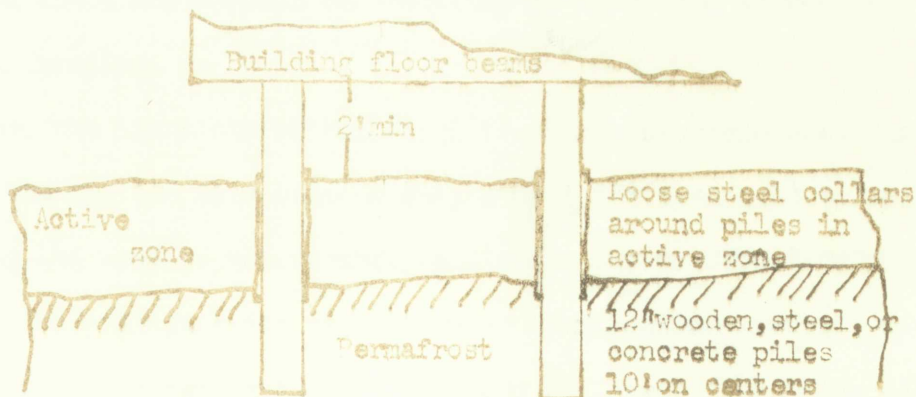 Building floor beams
2'min
Active
zone
Loose steel collars
around piles in
active zone
Permafrost
12"wooden,steel,or
concrete piles
10'on centers